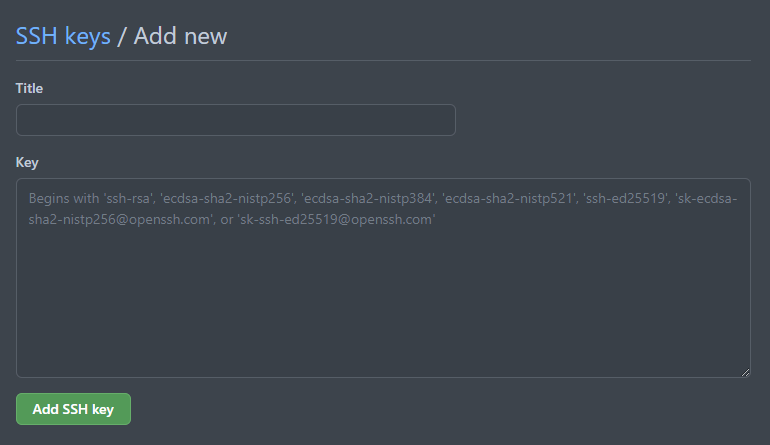 SSH keys / Add new
Title
Key
Begins with 'ssh-rsa', 'ecdsa-sha2-nistp256', 'ecdsa-sha2-nistp384', 'ecdsa-sha2-nistp521', 'ssh-ed25519', 'sk-ecdsa-
sha2-nistp256@openssh.com', or 'sk-ssh-ed25519@openssh.com'
Add SSH key